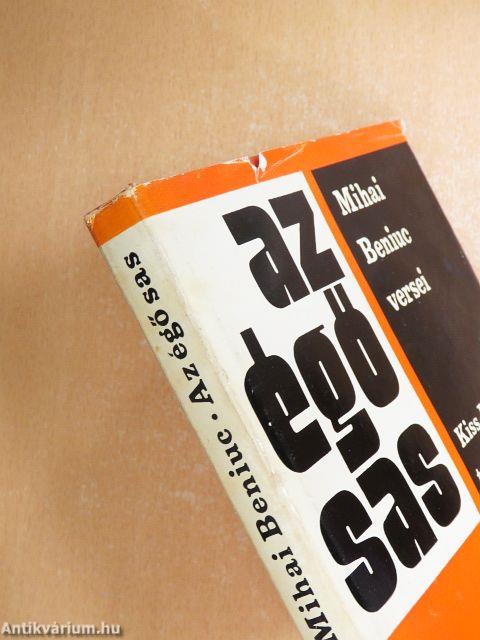 az
égő
sas
Mihai
Beniuc
versei
Kiss
Mihai Beniuc · Az égő sas
Antikvárium.hu